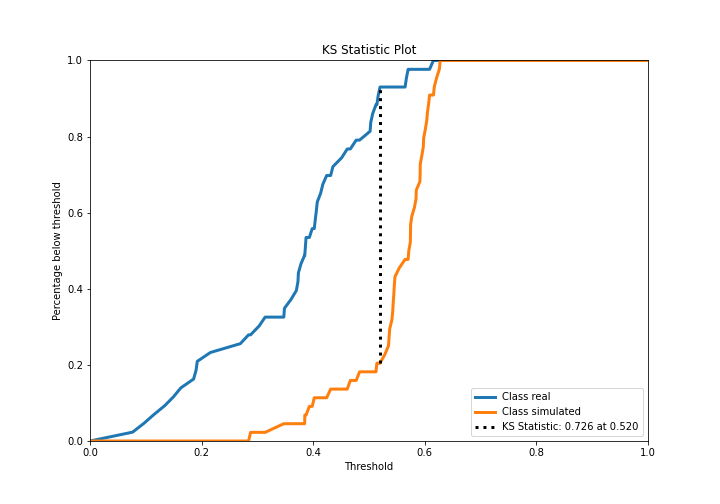 KS Statistic Plot
Percentage below threshold
1.0
0.8
0.6
0.4
0.2
0.0
0.0 0.2 0.4 0.6 0.8 1.0
Threshold
Class real
Class simulated
KS Statistic: 0.726 at 0.520